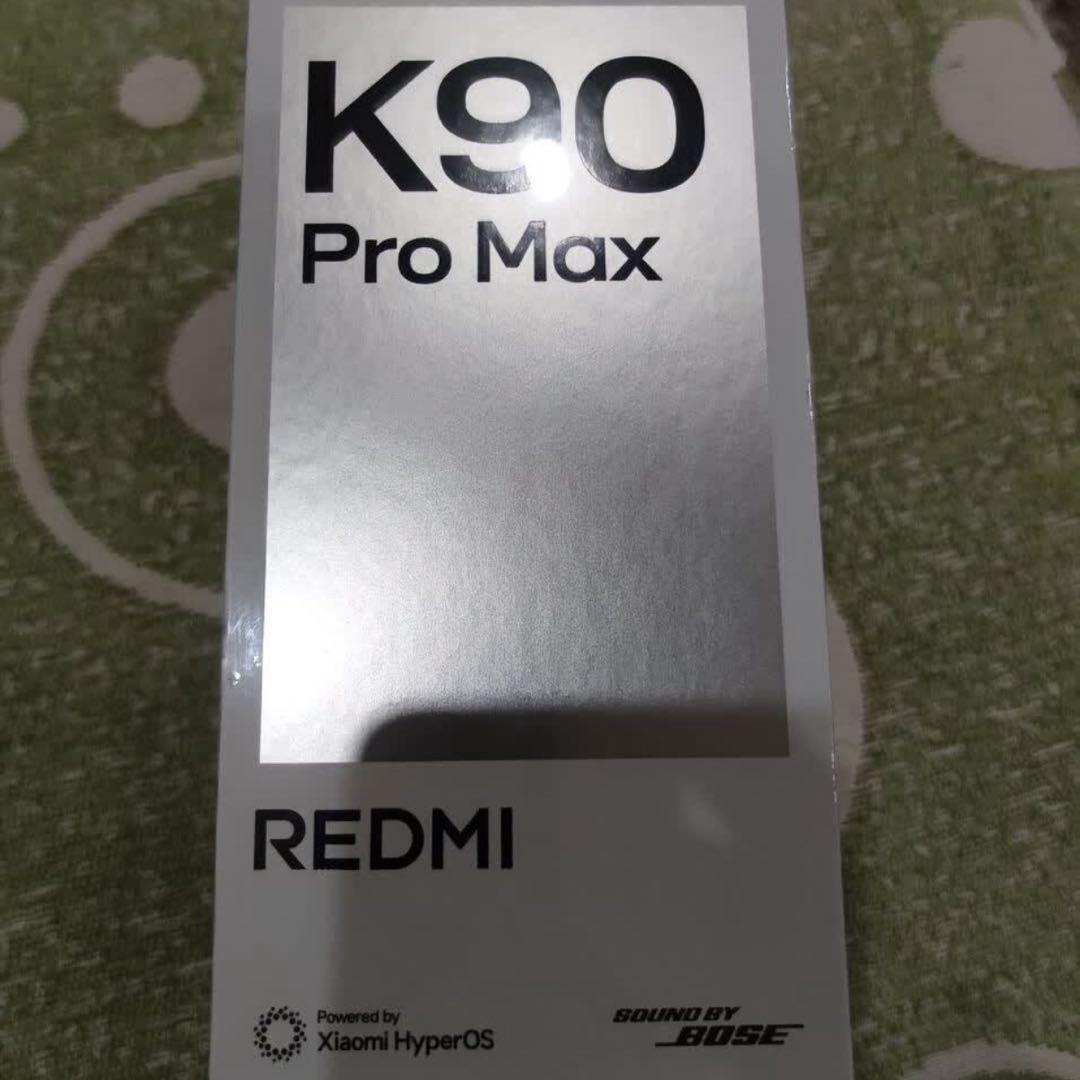 K90
Pro Max
REDMI
Powered by
Xiaomi HyperOS
SOUND BY
BOSE